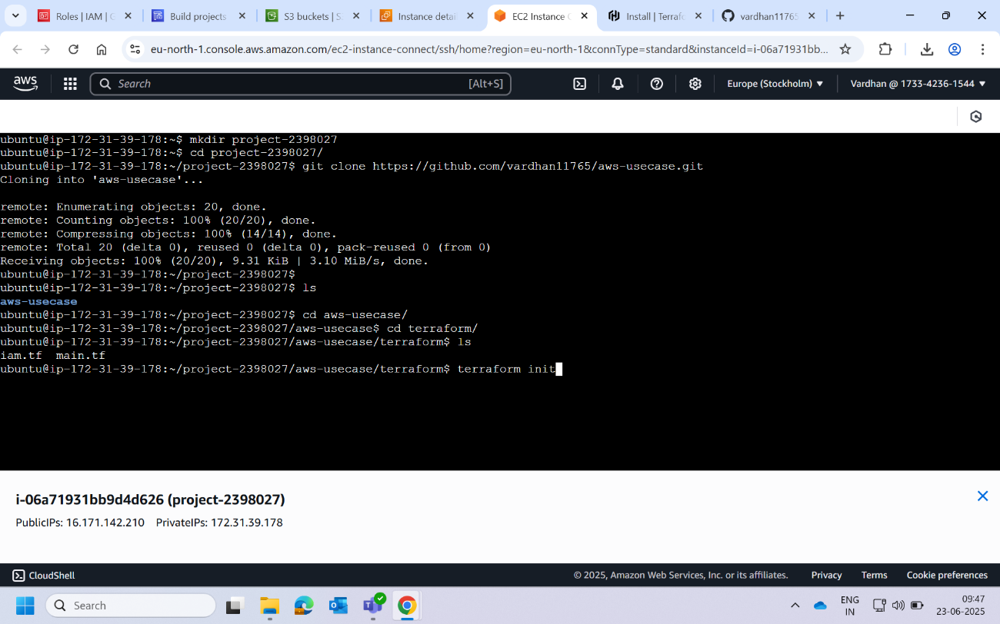 Roles | IAM | G
Build projects
S3 buckets | S
Instance detai
EC2 Instance C
Install | Terrafo
vardhan11765
eu-north-1.console.aws.amazon.com/ec2-instance-connect/ssh/home?region=eu-north-1&connType=standard&instanceId=i-06a71931bb...
aws
Search
[Alt+S]
Europe (Stockholm)
Vardhan @ 1733-4236-1544
ubuntu@ip-172-31-39-178:~$ mkdir project-2398027
ubuntu@ip-172-31-39-178:~$ cd project-2398027/
ubuntu@ip-172-31-39-178:~/project-2398027$ git clone https://github.com/vardhan11765/aws-usecase.git
Cloning into 'aws-usecase'...
remote: Enumerating objects: 20, done.
remote: Counting objects: 100% (20/20), done.
remote: Compressing objects: 100% (14/14), done.
remote: Total 20 (delta 0), reused 0 (delta 0), pack-reused 0 (from 0)
Receiving objects: 100% (20/20), 9.31 KiB | 3.10 MiB/s, done.
ubuntu@ip-172-31-39-178:~/project-2398027$
ubuntu@ip-172-31-39-178:~/project-2398027$ ls
aws-usecase
ubuntu@ip-172-31-39-178:~/project-2398027$ cd aws-usecase/
ubuntu@ip-172-31-39-178:~/project-2398027/aws-usecase$ cd terraform/
ubuntu@ip-172-31-39-178:~/project-2398027/aws-usecase/terraform$ ls
iam.tf  main.tf
ubuntu@ip-172-31-39-178:~/project-2398027/aws-usecase/terraform$ terraform init
i-06a71931bb9d4d626 (project-2398027)
PublicIPs: 16.171.142.210 PrivateIPs: 172.31.39.178
CloudShell
© 2025, Amazon Web Services, Inc. or its affiliates.
Privacy
Terms
Cookie preferences
Search
ENG
IN
09:47
23-06-2025